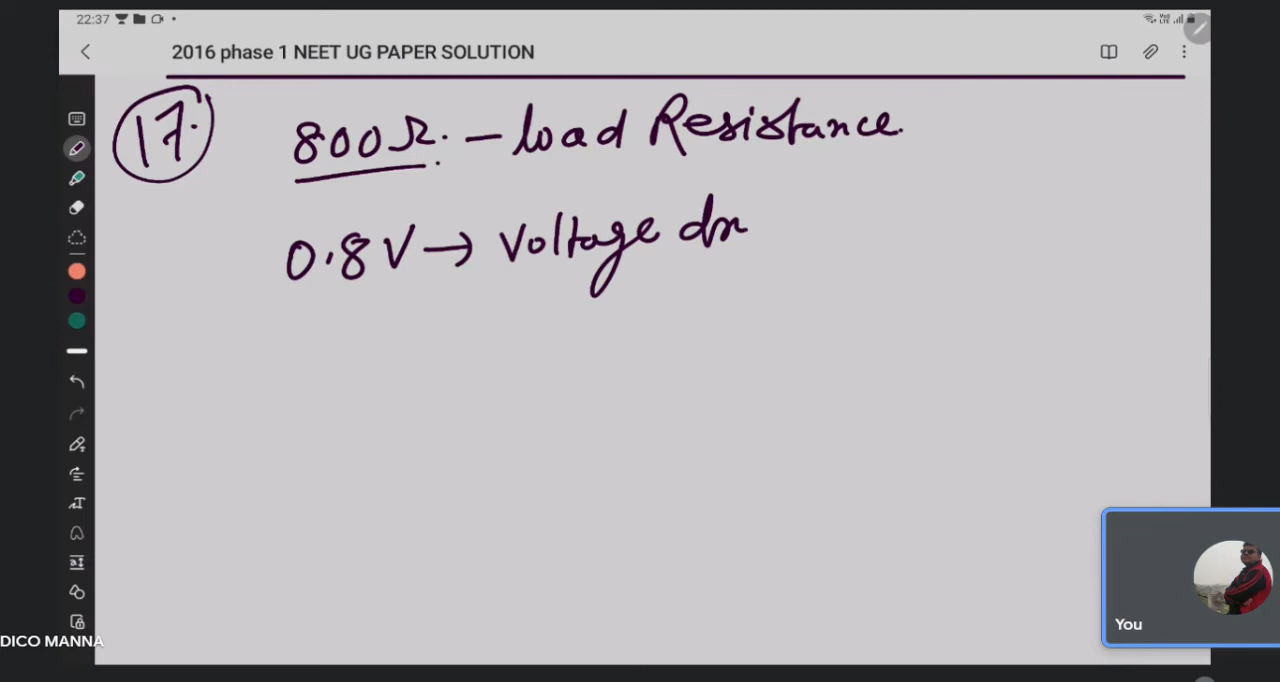 22:37
2016 phase 1 NEET UG PAPER SOLUTION
17.
800Ω. - load Resistance.
0.8V → Voltage
You
DICO MANNA